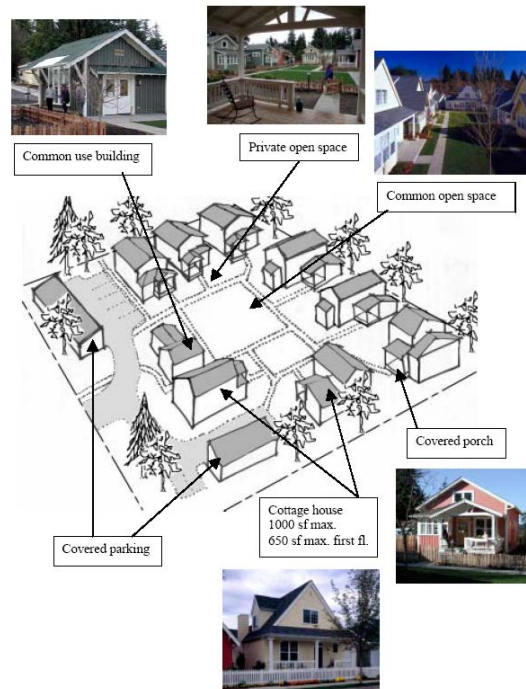 Common use building
Private open space
Common open space
Covered porch
Cottage house
1000 sf max.
650 sf max. first fl.
Covered parking